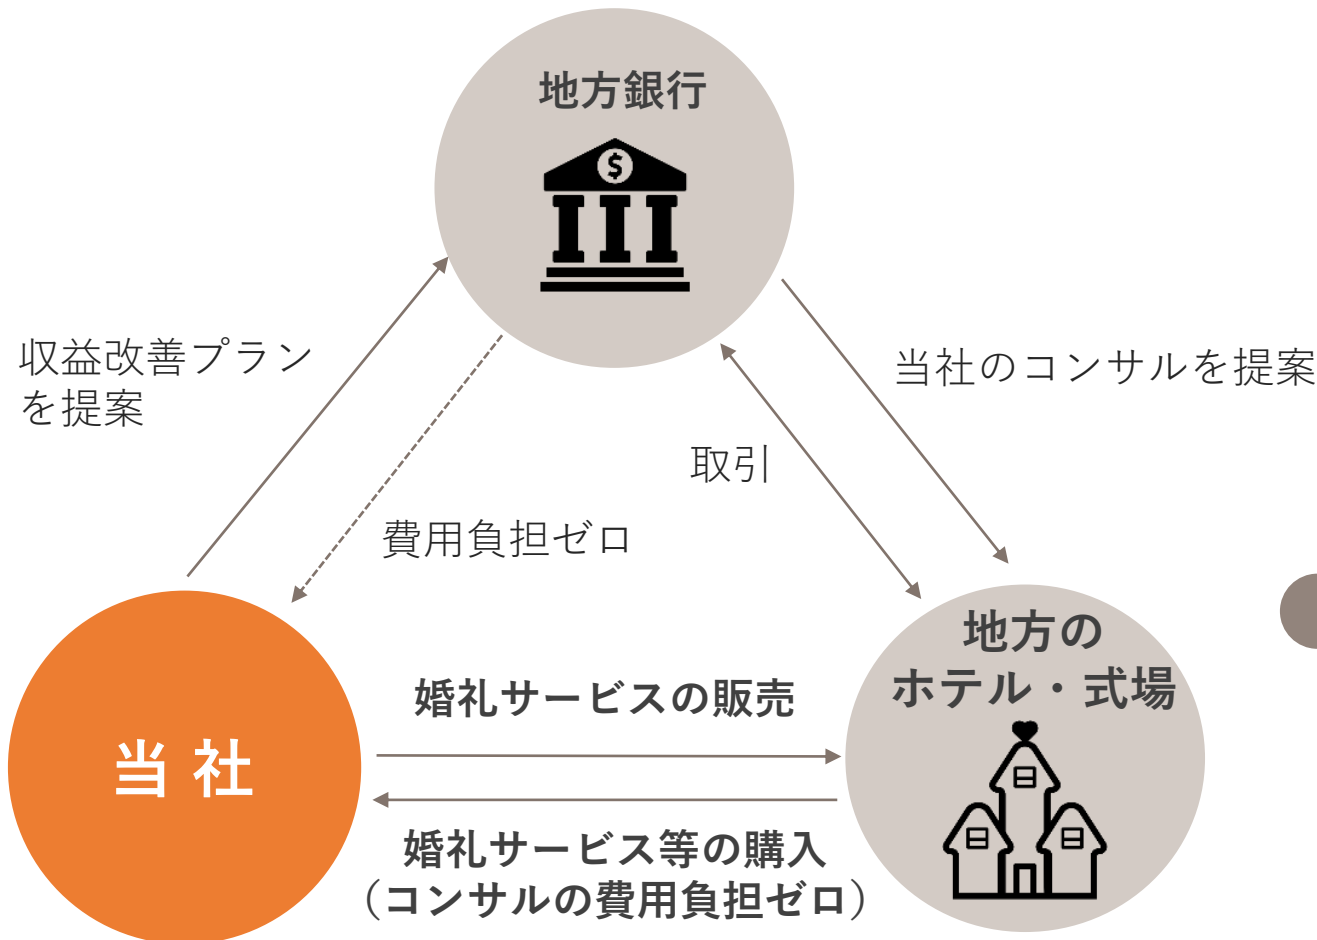 地方銀行
$
収益改善プラン
を提案
当社のコンサルを提案
取引
費用負担ゼロ
地方の
ホテル・式場
婚礼サービスの販売
当社
婚礼サービス等の購入
（コンサルの費用負担ゼロ）